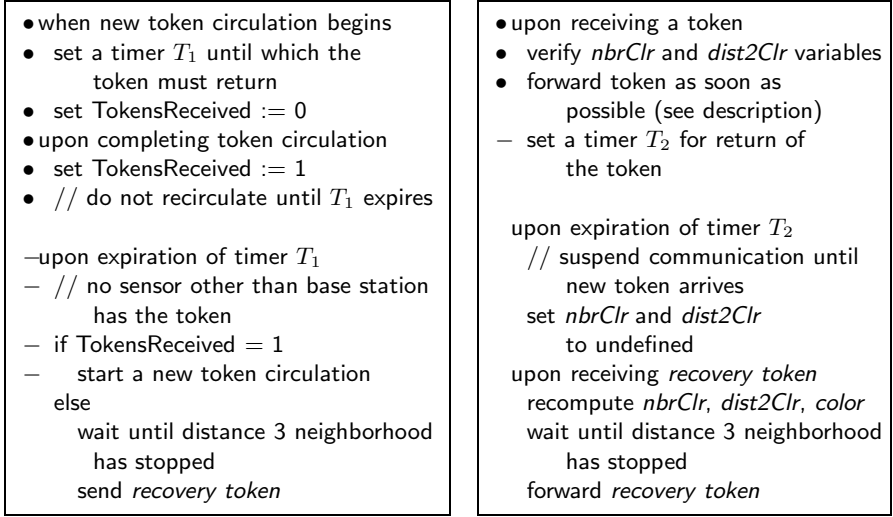 • when new token circulation begins
• set a timer T₁ until which the
token must return
• set TokensReceived := 0
• upon completing token circulation
• set TokensReceived := 1
• // do not recirculate until T₁ expires
− upon expiration of timer T₁
− // no sensor other than base station
has the token
− if TokensReceived = 1
− start a new token circulation
else
wait until distance 3 neighborhood
has stopped
send recovery token
• upon receiving a token
• verify nbrClr and dist2Clr variables
• forward token as soon as
possible (see description)
− set a timer T₂ for return of
the token
upon expiration of timer T₂
// suspend communication until
new token arrives
set nbrClr and dist2Clr
to undefined
upon receiving recovery token
recompute nbrClr, dist2Clr, color
wait until distance 3 neighborhood
has stopped
forward recovery token